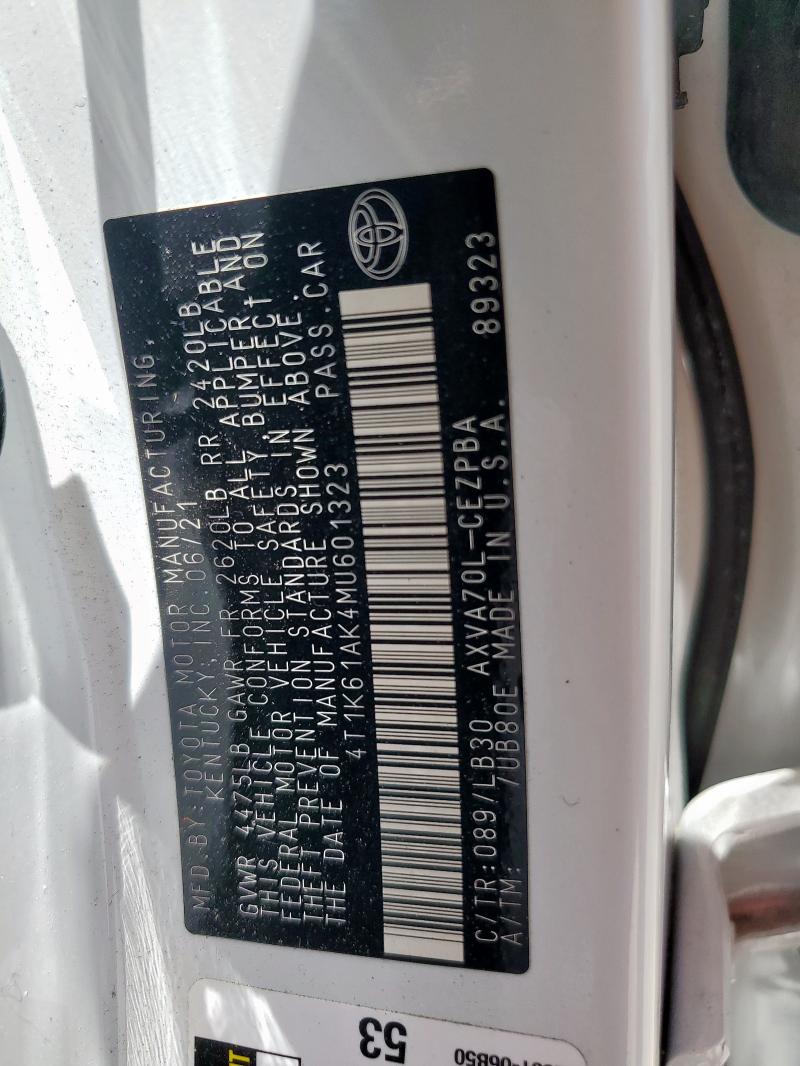 MFD.BY:TOYOTA MOTOR MANUFACTURING,
KENTUCKY, INC. 06/21
GVWR 4475LB GAWR FR 2620LB RR 2420LB
THIS VEHICLE CONFORMS TO ALL APPLICABLE
FEDERAL MOTOR VEHICLE SAFETY, BUMPER, AND
THEFT PREVENTION STANDARDS IN EFFECT ON
THE DATE OF MANUFACTURE SHOWN ABOVE.
4T1K61AK4MU601323 PASS.CAR
C/TR:089/LB30 AXVA70L-CEZPBA 89323
A/TM: /UB80E MADE IN U.S.A.
53
06B50